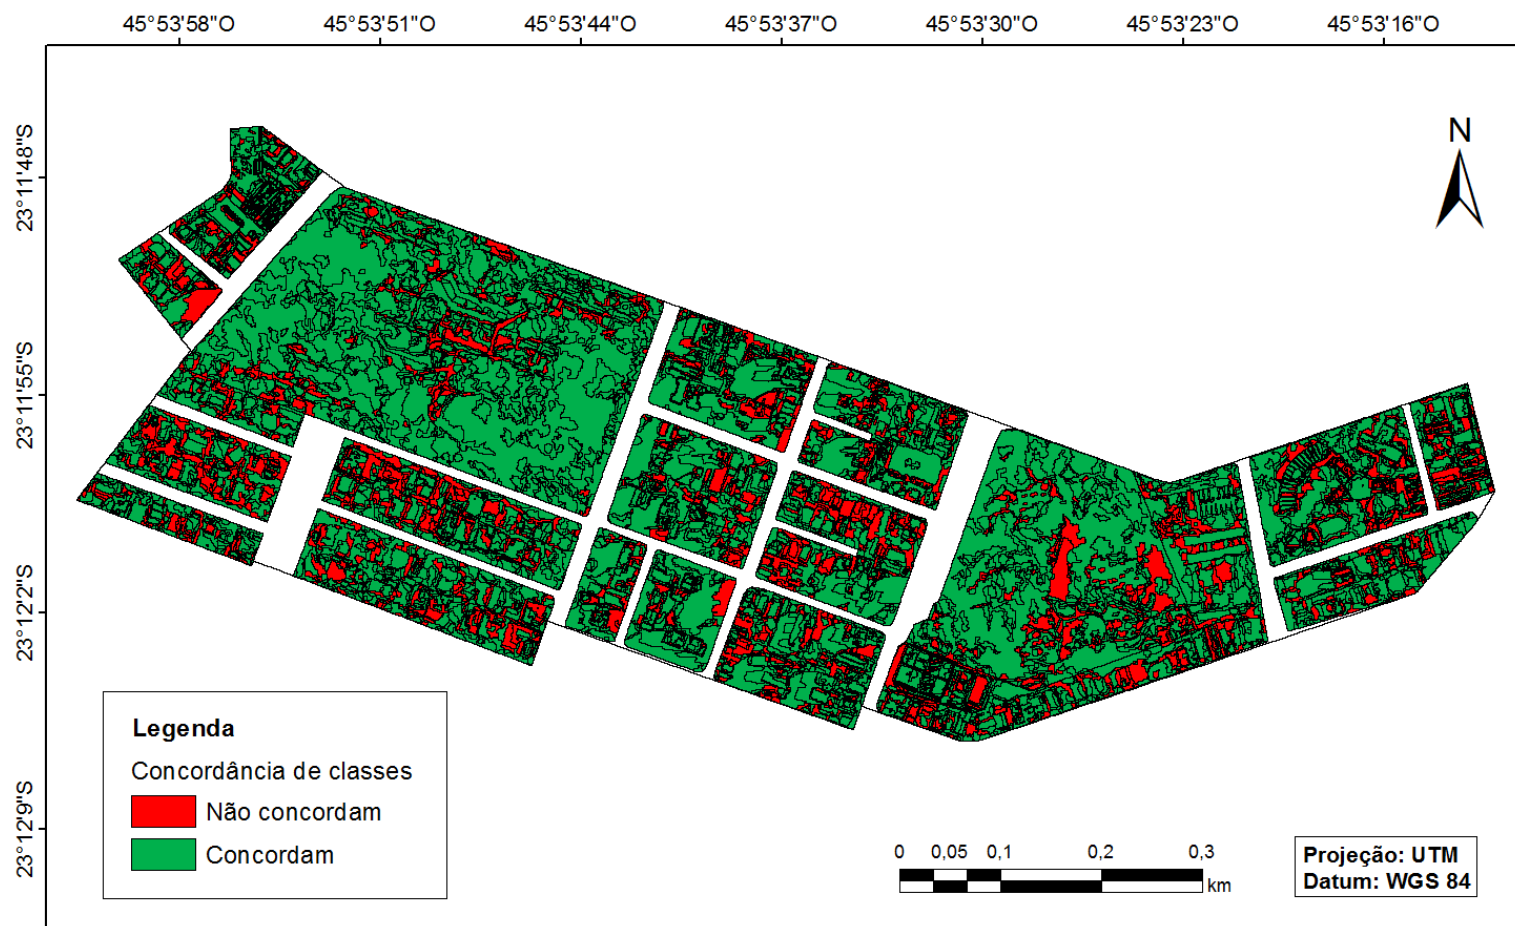 45°53'58"O 45°53'51"O 45°53'44"O 45°53'37"O 45°53'30"O 45°53'23"O 45°53'16"O
N
23°11'48"S
23°11'55"S
23°12'2"S
23°12'9"S
Legenda
Concordância de classes
Não concordam
Concordam
0 0,05 0,1 0,2 0,3
km
Projeção: UTM
Datum: WGS 84